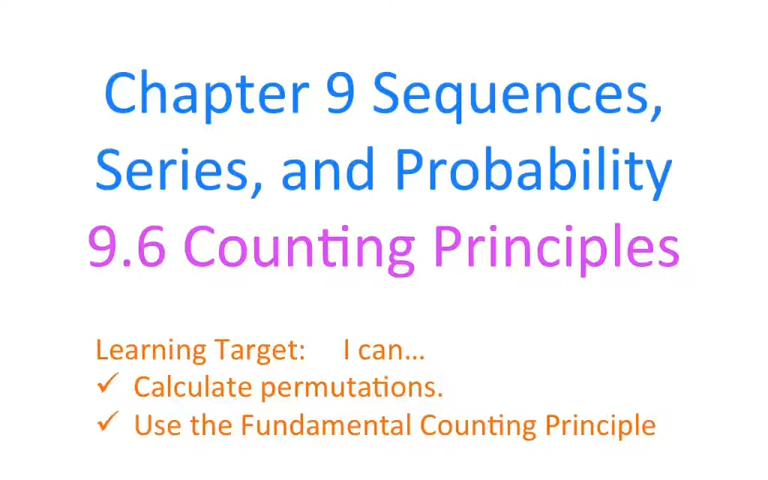 Chapter 9 Sequences,
Series, and Probability
9.6 Counting Principles
Learning Target: I can…
✓ Calculate permutations.
✓ Use the Fundamental Counting Principle